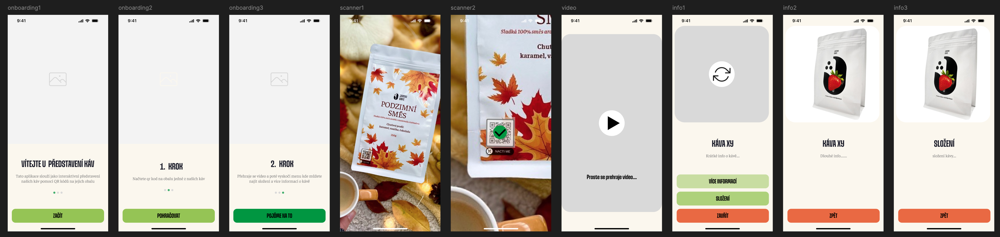 onboarding1
9:41
VÍTEJTE U PŘEDSTAVENÍ KÁV
Tato aplikace slouží jako interaktivní představení
našich káv pomocí QR kódů na jejich obalu
ZAČÍT
onboarding2
9:41
1. KROK
Načtete qr kod na obalu jedné z našich káv
POKRAČOVAT
onboarding3
9:41
2. KROK
Přehraje se video a poté vyskočí menu kde můžete
najít složení a více informací o kávě
POJĎME NA TO
scanner1
9:41
JAMAI
CAFE
PODZIMNÍ
SMĚS
Sladká 100% směs arabik z Guatemaly a Salvadoru
Chuťový profil:
karamel, vanilka, čokoláda
250g
scanner2
9:41
Sladká 100% směs ara
Chuť
karamel, va
NACTI ME
video
9:41
Proste se prehraje video....
info1
9:41
KÁVA XY
Krátké info o kávě....
VÍCE INFORMACÍ
SLOŽENÍ
ZAVŘÍT
info2
9:41
JAMAI
CAFE
KÁVA XY
Dlouhé info........
ZPĚT
info3
9:41
JAMAI
CAFE
SLOŽENÍ
složení kávy....
ZPĚT